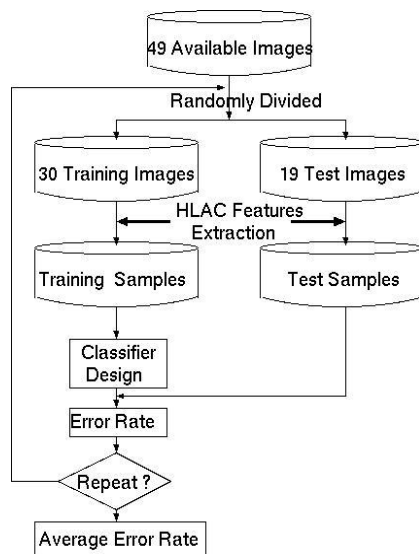 49 Available Images
Randomly Divided
30 Training Images
19 Test Images
HLAC Features
Extraction
Training Samples
Test Samples
Classifier
Design
Error Rate
Repeat ?
Average Error Rate